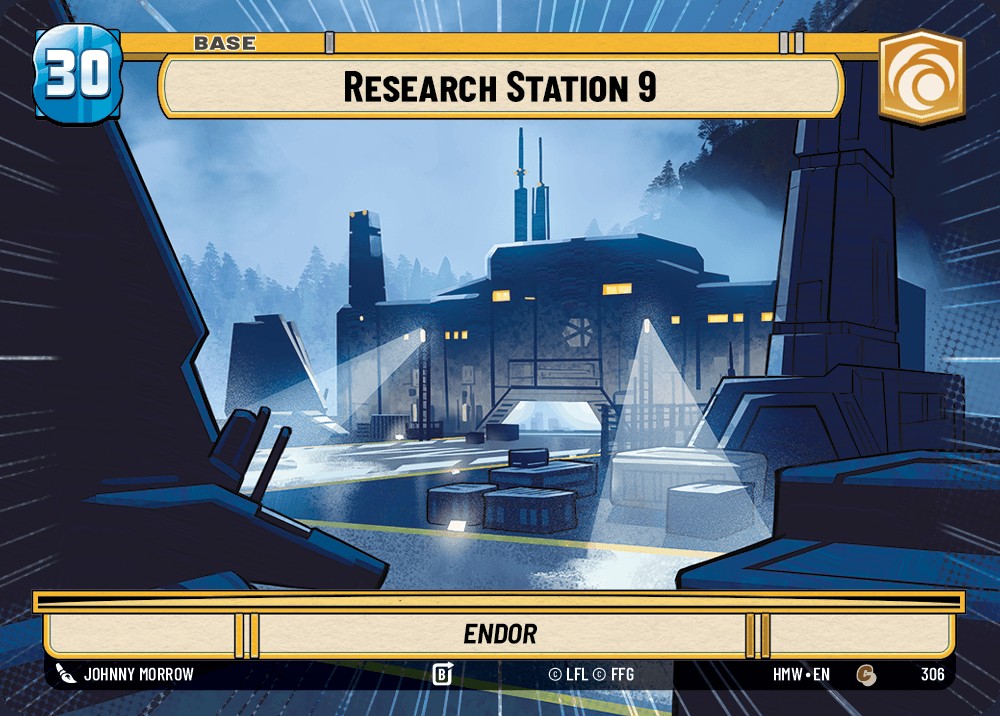 BASE
30
RESEARCH STATION 9
ENDOR
JOHNNY MORROW
B
© LFL © FFG
HMW•EN
C
306